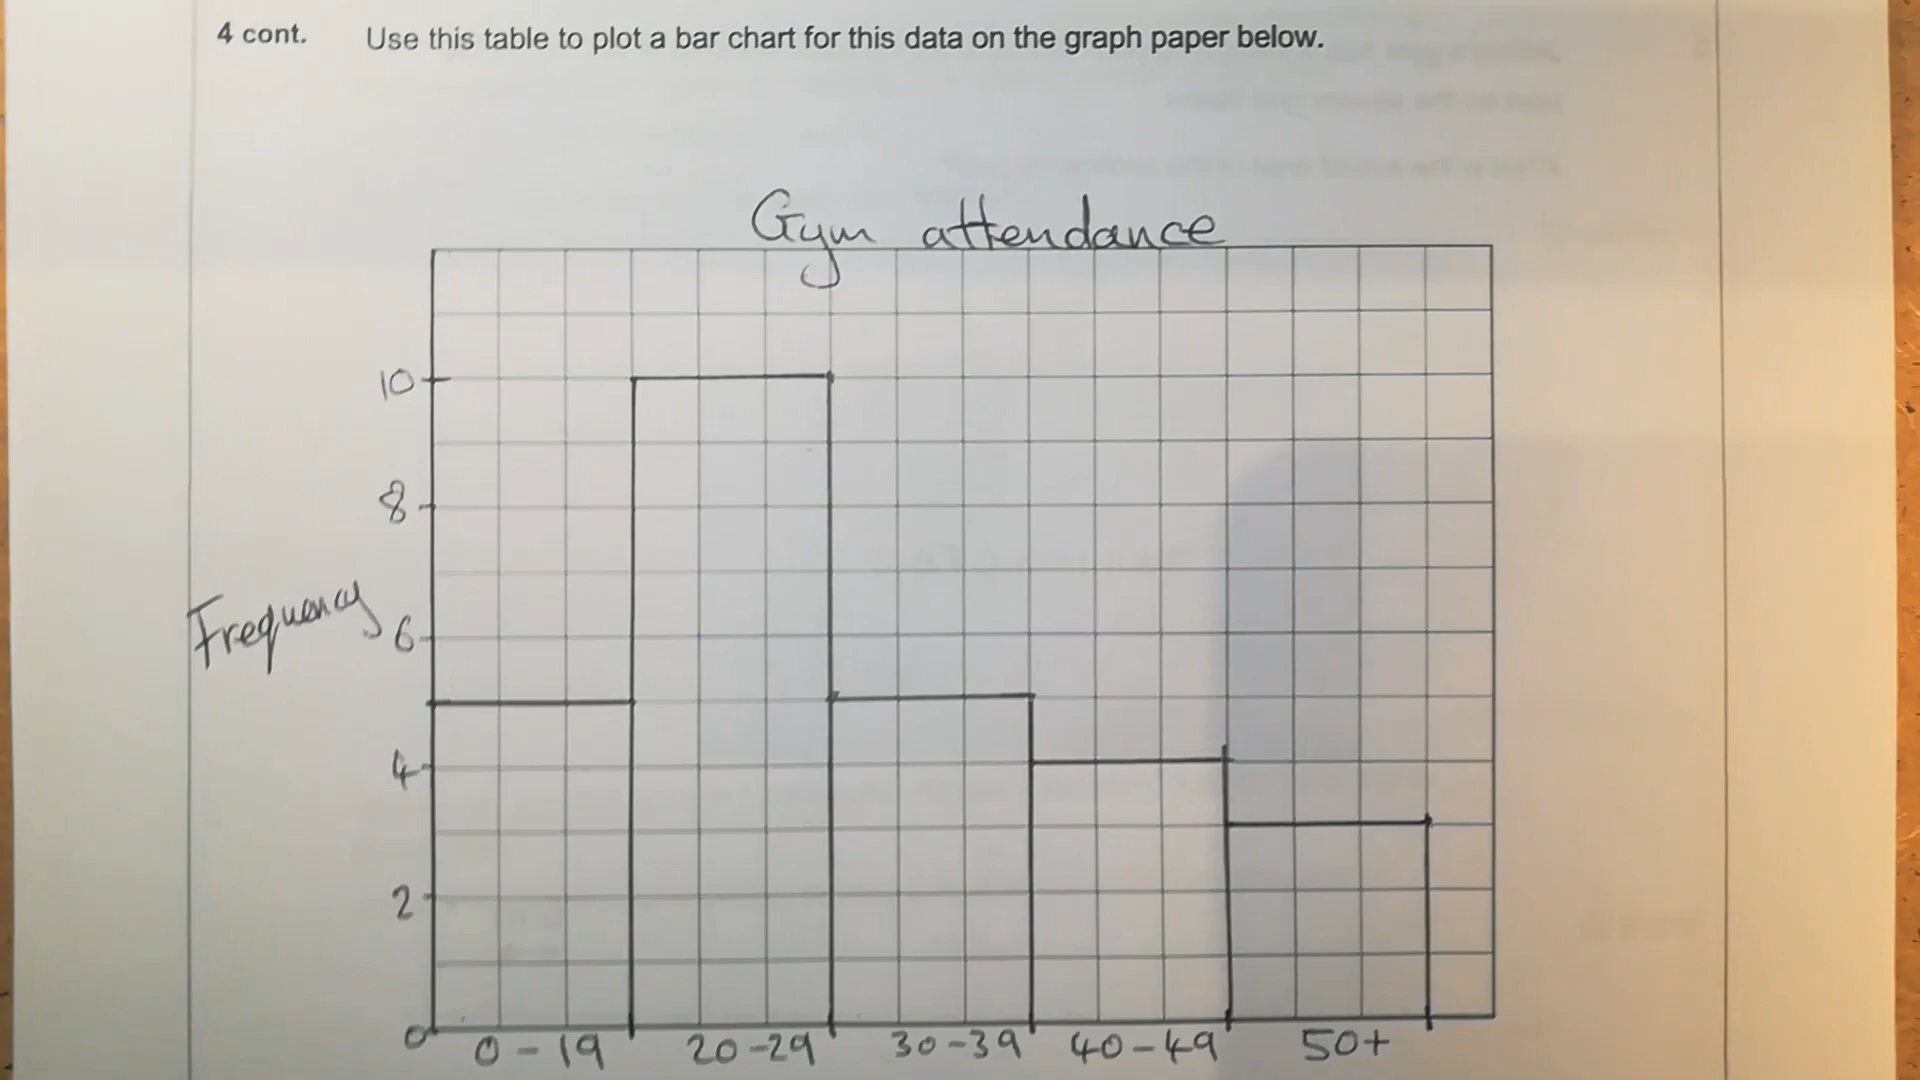 4 cont. Use this table to plot a bar chart for this data on the graph paper below.
Gym attendance
10
8
Frequency 6
4
2
0
0-19 20-29 30-39 40-49 50+